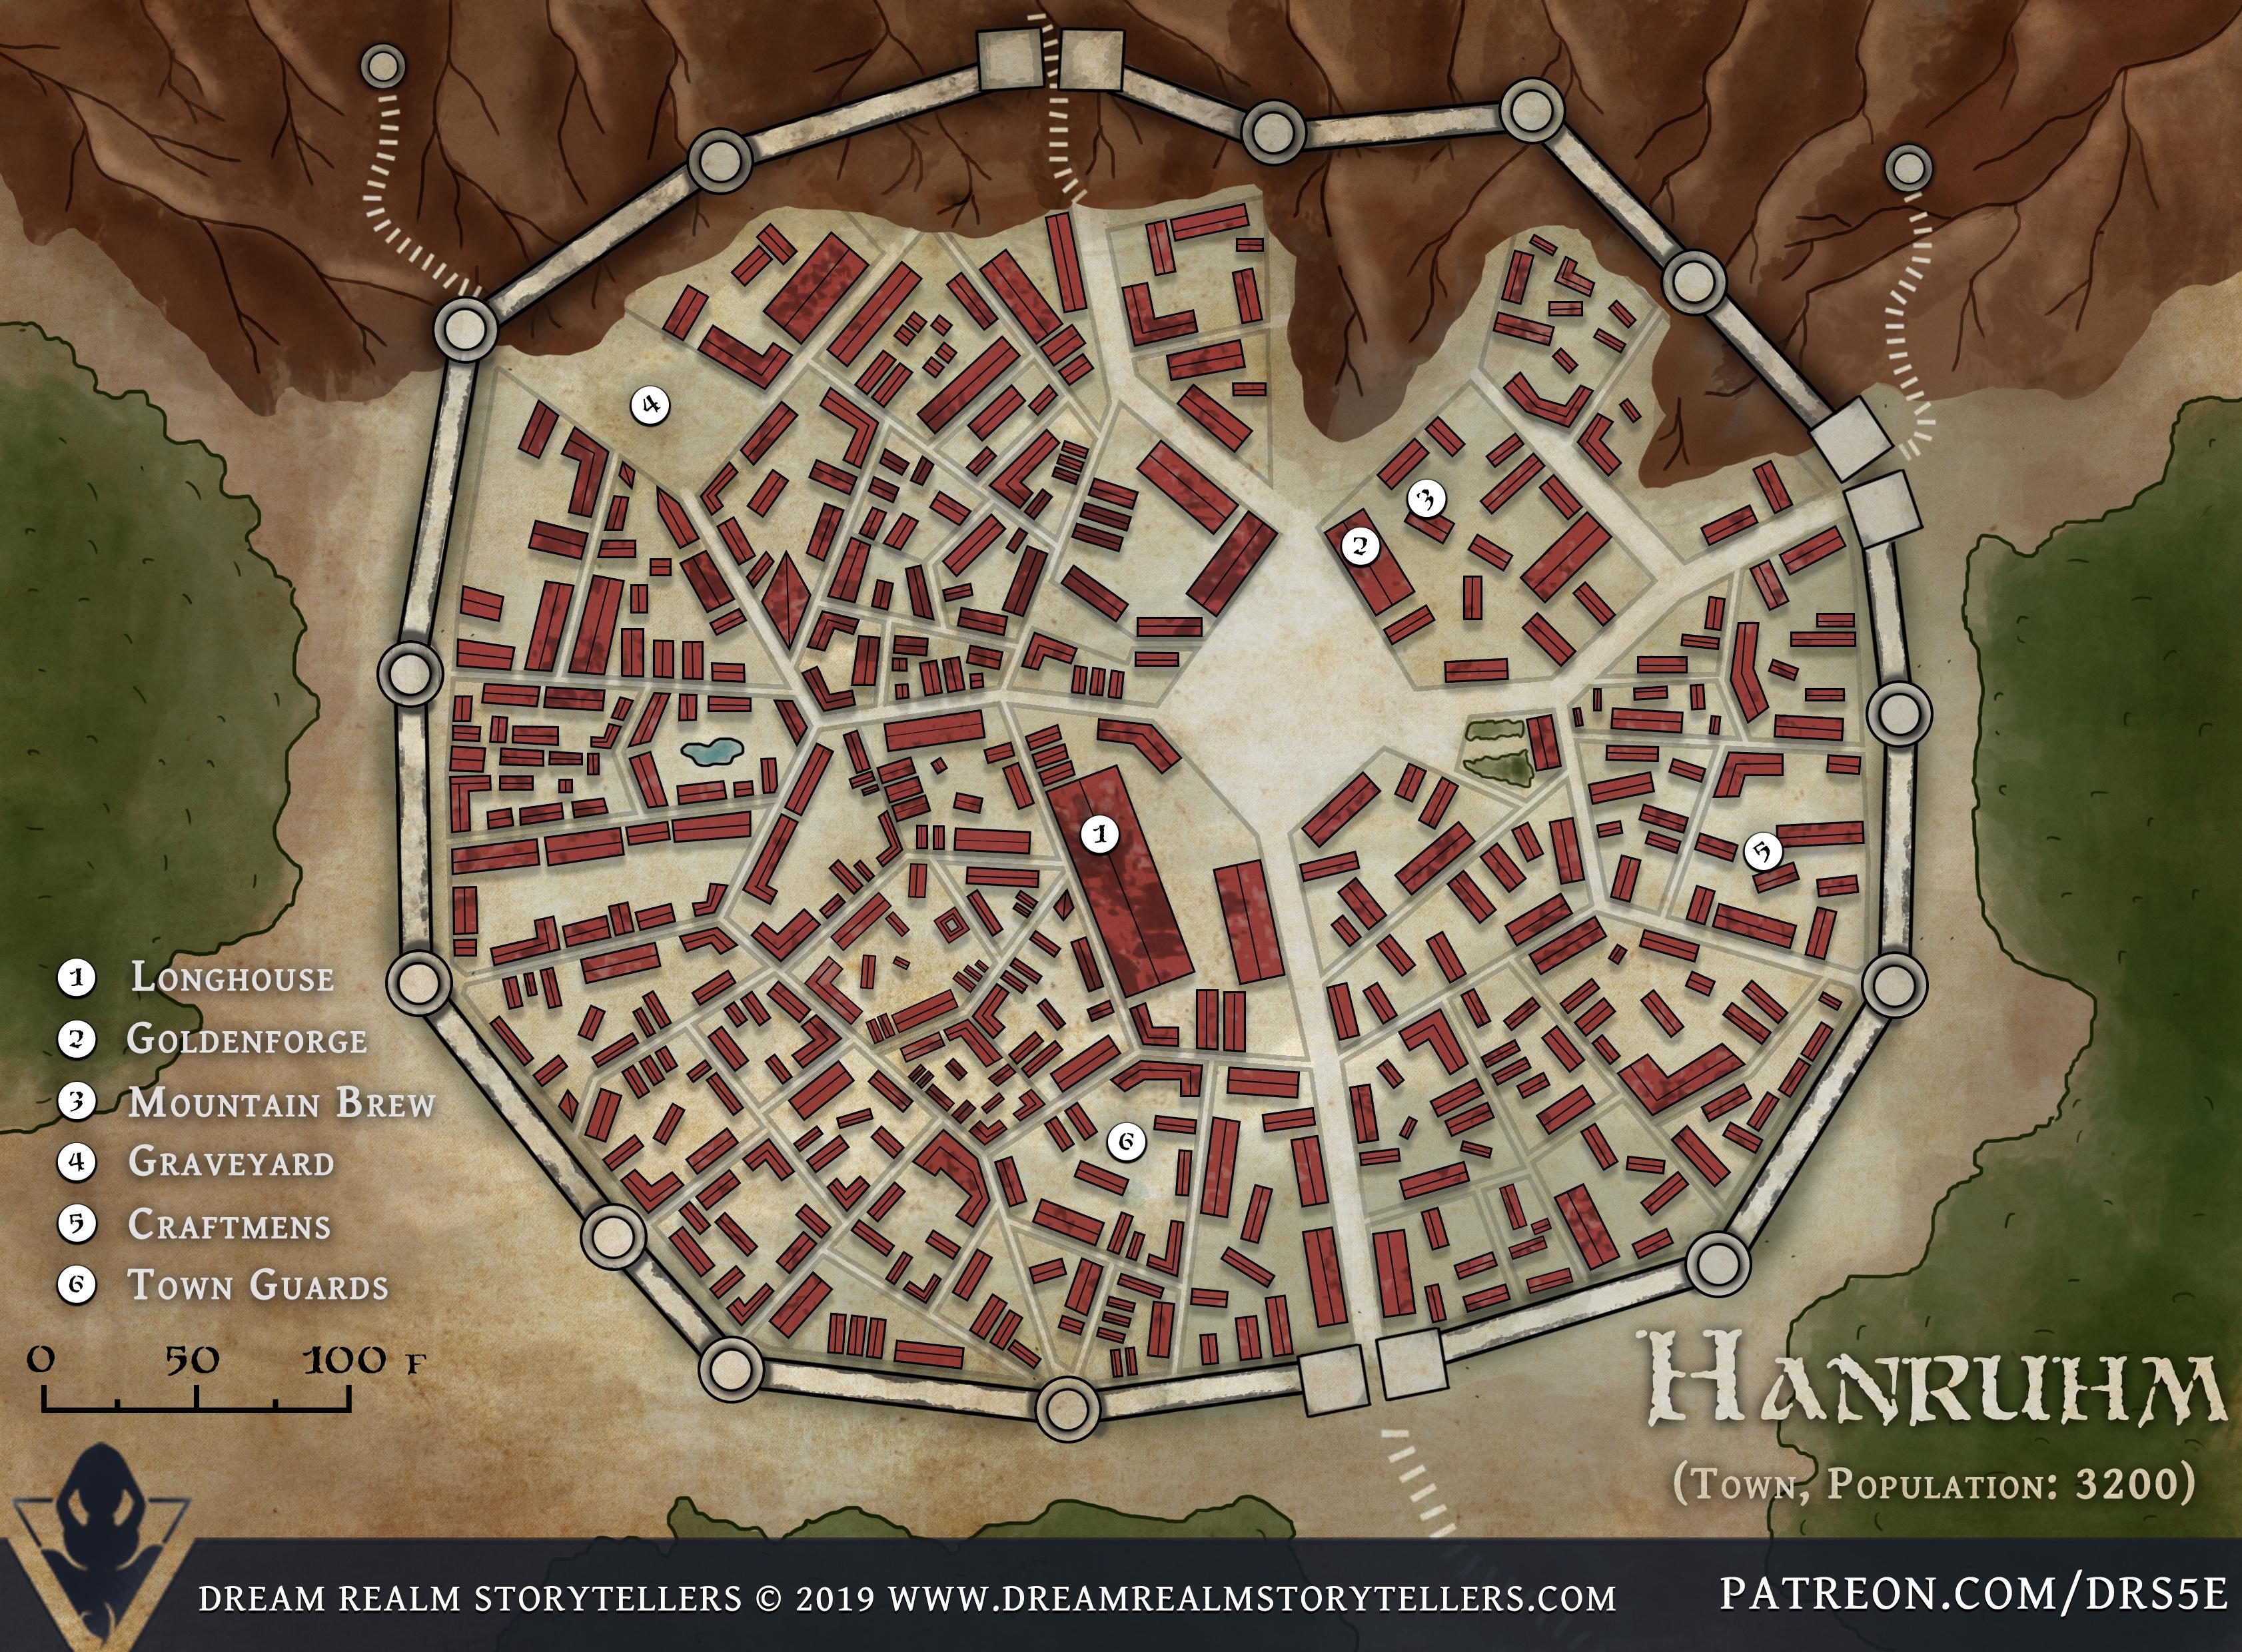 4
3
2
1
5
6
1 Longhouse
2 Goldenforge
3 Mountain Brew
4 Graveyard
5 Craftmens
6 Town Guards
0 50 100 F
Hanruhm
(Town, Population: 3200)
DREAM REALM STORYTELLERS © 2019 WWW.DREAMREALMSTORYTELLERS.COM
PATREON.COM/DRS5E